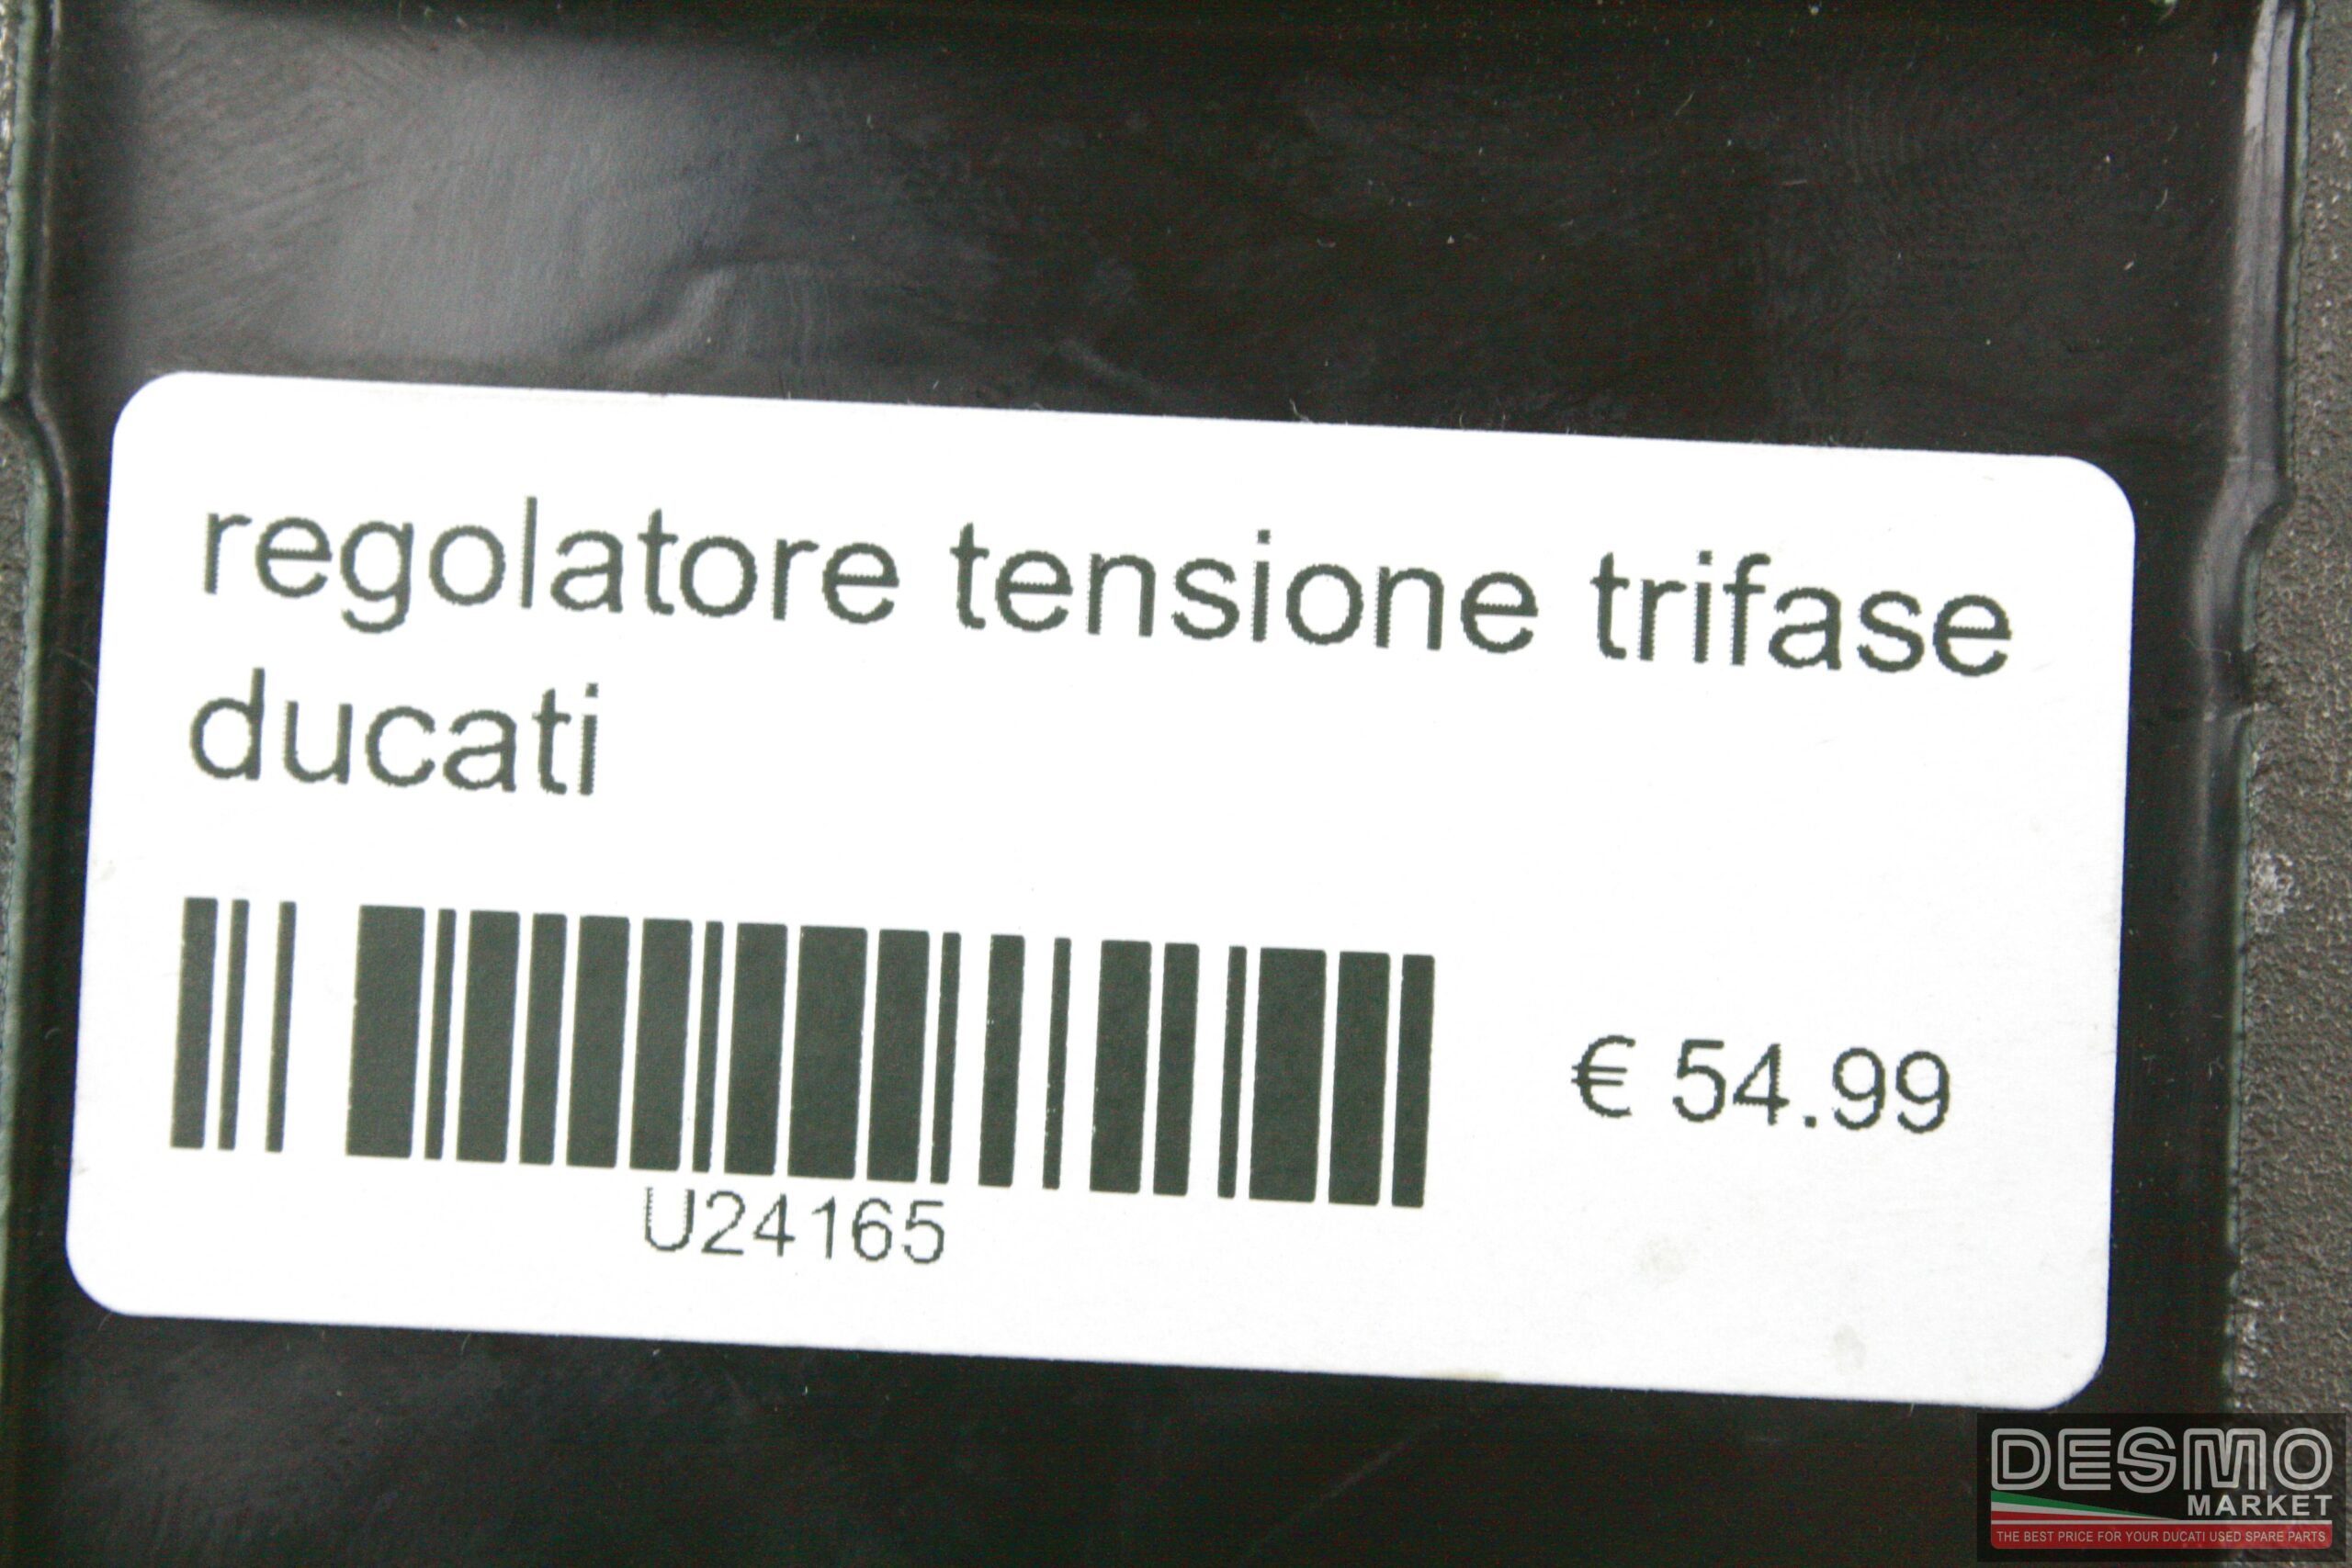 regolatore tensione trifase
ducati
€ 54.99
U24165
DESMO
MARKET
THE BEST PRICE FOR YOUR DUCATI USED SPARE PARTS